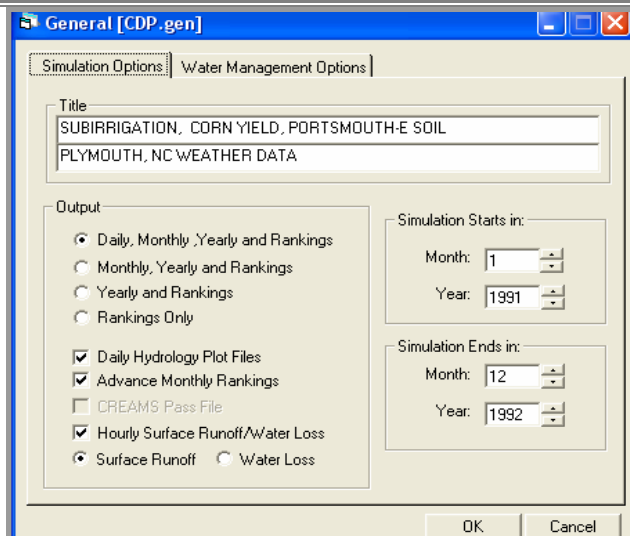 General [CDP.gen]
Simulation Options
Water Management Options
Title
SUBIRRIGATION, CORN YIELD, PORTSMOUTH-E SOIL
PLYMOUTH, NC WEATHER DATA
Output
Daily, Monthly ,Yearly and Rankings
Monthly, Yearly and Rankings
Yearly and Rankings
Rankings Only
Daily Hydrology Plot Files
Advance Monthly Rankings
CREAMS Pass File
Hourly Surface Runoff/Water Loss
Surface Runoff
Water Loss
Simulation Starts in:
Month: 1
Year: 1991
Simulation Ends in:
Month: 12
Year: 1992
OK
Cancel